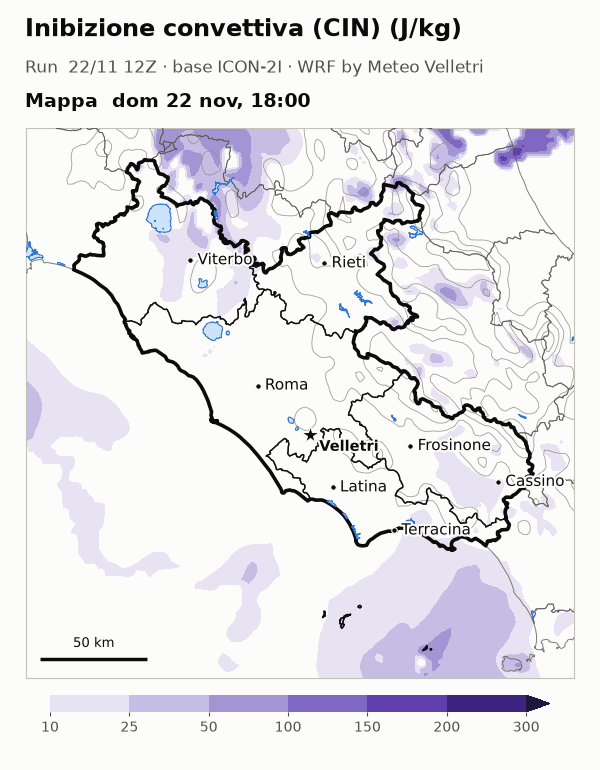 Inibizione convettiva (CIN) (J/kg)
Run 22/11 12Z · base ICON-2I · WRF by Meteo Velletri
Mappa dom 22 nov, 18:00
Viterbo
Rieti
Roma
Velletri
Frosinone
Cassino
Latina
Terracina
50 km
10 25 50 100 150 200 300